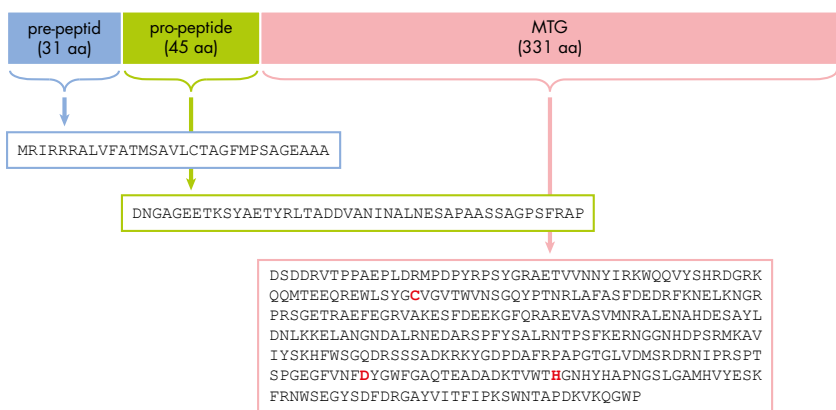 pre-peptid pro-peptide MTG
(31 aa) (45 aa) (331 aa)
MRIRRRALVFATMSAVLCTAGFMPSAGEAAA
DNGAGEETKSYAETYRLTADDVANINALNESAPAASSAGPSFRAP
DSDDRVTPPAEPLDRMPDPYRPSYGRAETVVNNYIRKWQQVYSHRDGRK
QQMTEEQREWLSYGCVGVTWVNSGQYPTNRLAFASFDEDRFKNELKNGR
PRSGETRAEFEGRVAKESFDEEKGFQRAREVASVMNRALENAHDESAYL
DNLKKELANGNDALRNEDARSPFYSALRNTPSFKERNGGNHDPSRMKAV
IYSKHFWSGQDRSSSADKRKYGDPDAFRPAPGTGLVDMSRDRNIPRSPT
SPGEGFVNFDYGWFGAQTEADADKTVWTHGNHYHAPNGSLGAMHVYESK
FRNWSEGYSDFDRGAYVITFIPKSWNTAPDKVKQGWP